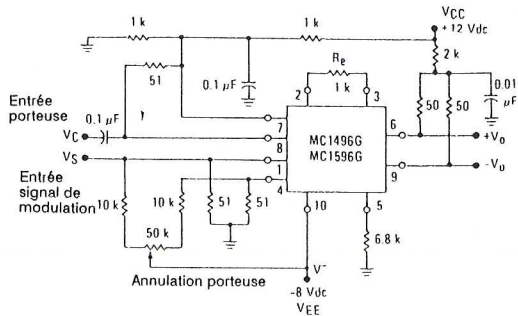 1 k
1 k
VCC
+12 Vdc
2 k
51
0.1 µF
Re
1 k
0.01
µF
50
50
2
3
Entrée
porteuse
0.1 µF
VC
7
6
+Vo
MC1496G
MC1596G
VS
8
9
-Vo
Entrée
signal de
modulation
1
4
10
5
10 k
10 k
51
51
50 k
6.8 k
V-
Annulation porteuse
-8 Vdc
VEE